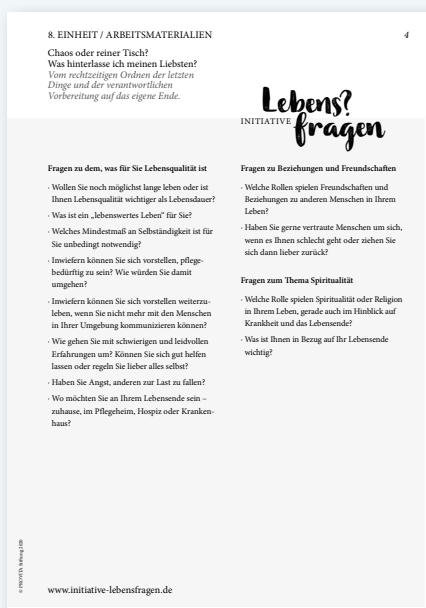 8. EINHEIT / ARBEITSMATERIALIEN
4
Chaos oder reiner Tisch?
Was hinterlasse ich meinen Liebsten?
Vom rechtzeitigen Ordnen der letzten
Dinge und der verantwortlichen
Vorbereitung auf das eigene Ende.
Lebens?
INITIATIVE fragen
Fragen zu dem, was für Sie Lebensqualität ist
· Wollen Sie noch möglichst lange leben oder ist
Ihnen Lebensqualität wichtiger als Lebensdauer?
· Was ist ein „lebenswertes Leben“ für Sie?
· Welches Mindestmaß an Selbständigkeit ist für
Sie unbedingt notwendig?
· Inwiefern können Sie sich vorstellen, pflege-
bedürftig zu sein? Wie würden Sie damit
umgehen?
· Inwiefern können Sie sich vorstellen weiterzu-
leben, wenn Sie nicht mehr mit den Menschen
in Ihrer Umgebung kommunizieren können?
· Wie gehen Sie mit schwierigen und leidvollen
Erfahrungen um? Können Sie sich gut helfen
lassen oder regeln Sie lieber alles selbst?
· Haben Sie Angst, anderen zur Last zu fallen?
· Wo möchten Sie an Ihrem Lebensende sein –
zuhause, im Pflegeheim, Hospiz oder Kranken-
haus?
Fragen zu Beziehungen und Freundschaften
· Welche Rollen spielen Freundschaften und
Beziehungen zu anderen Menschen in Ihrem
Leben?
· Haben Sie gerne vertraute Menschen um sich,
wenn es Ihnen schlecht geht oder ziehen Sie
sich dann lieber zurück?
Fragen zum Thema Spiritualität
· Welche Rolle spielen Spiritualität oder Religion
in Ihrem Leben, gerade auch im Hinblick auf
Krankheit und das Lebensende?
· Was ist Ihnen in Bezug auf Ihr Lebensende
wichtig?
© PROVITA Stiftung 2020
www.initiative-lebensfragen.de